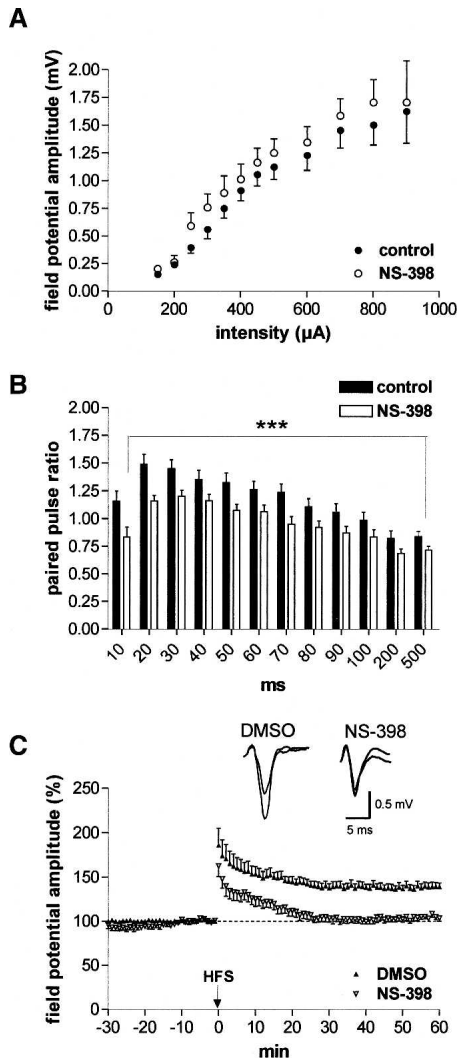 A
field potential amplitude (mV)
2.00
1.75
1.50
1.25
1.00
0.75
0.50
0.25
0.00
0 200 400 600 800 1000
intensity (µA)
control
NS-398
B
control
NS-398
***
paired pulse ratio
2.00
1.75
1.50
1.25
1.00
0.75
0.50
0.25
0.00
10 20 30 40 50 60 70 80 90 100 200 500
ms
C
DMSO NS-398
0.5 mV
5 ms
field potential amplitude (%)
250
200
150
100
50
0
HFS
DMSO
NS-398
-30 -20 -10 0 10 20 30 40 50 60
min